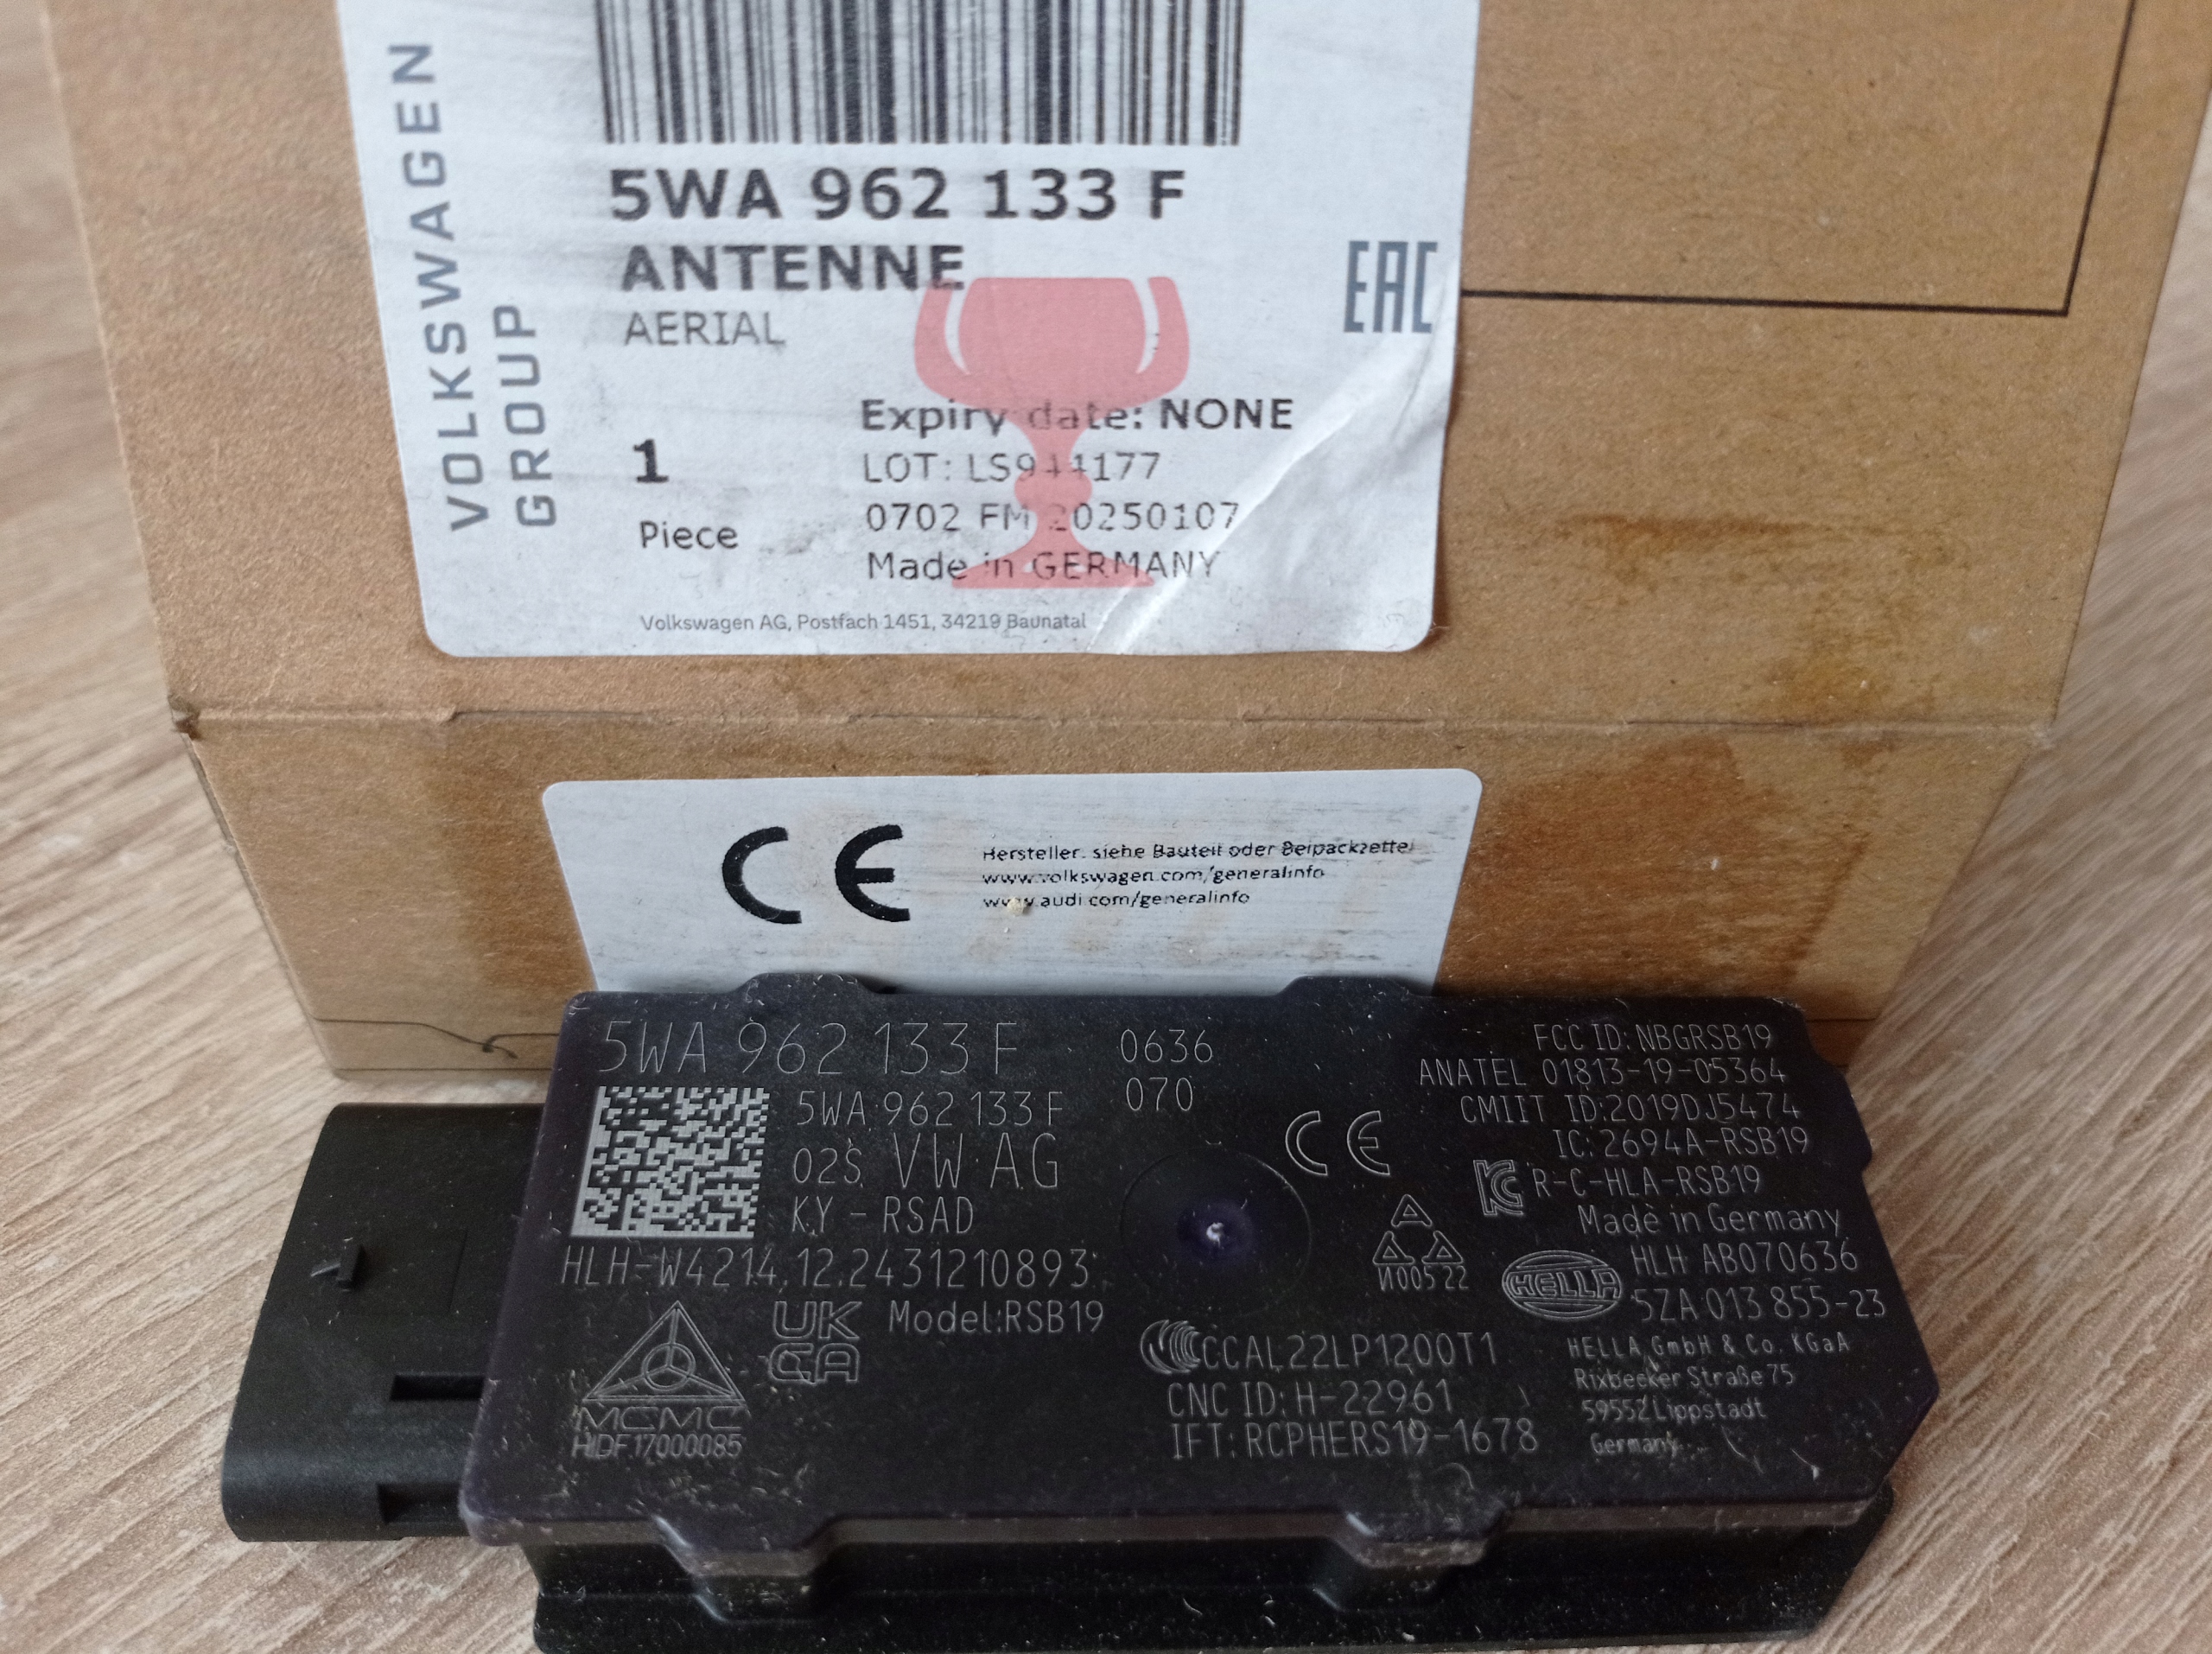 VOLKSWAGEN
GROUP
5WA 962 133 F
ANTENNE
AERIAL
EAC
1
Piece
Expiry date: NONE
LOT: LS944177
0702 FM 20250107
Made in GERMANY
Volkswagen AG, Postfach 1451, 34219 Baunatal
CE
Hersteller: siehe Bauteil oder Beipackzettel
www.volkswagen.com/generalinfo
www.audi.com/generalinfo
5WA 962 133 F
5WA 962 133 F
02S VW AG
KY - RSAD
HLH-W4214.12.2431210893
Model:RSB19
UK
CA
MCMC
HIDF17000085
0636
070
CE
И005 22
CCAL22LP1200T1
CNC ID: H-22961
IFT: RCPHERS19-1678
FCC ID: NBGRSB19
ANATEL 01813-19-05364
CMIIT ID:2019DJ5474
IC: 2694A-RSB19
R-C-HLA-RSB19
Made in Germany
HLH AB070636
HELLA
5ZA 013 855-23
HELLA GmbH & Co. KGaA
Rixbecker Straße 75
59552 Lippstadt
Germany